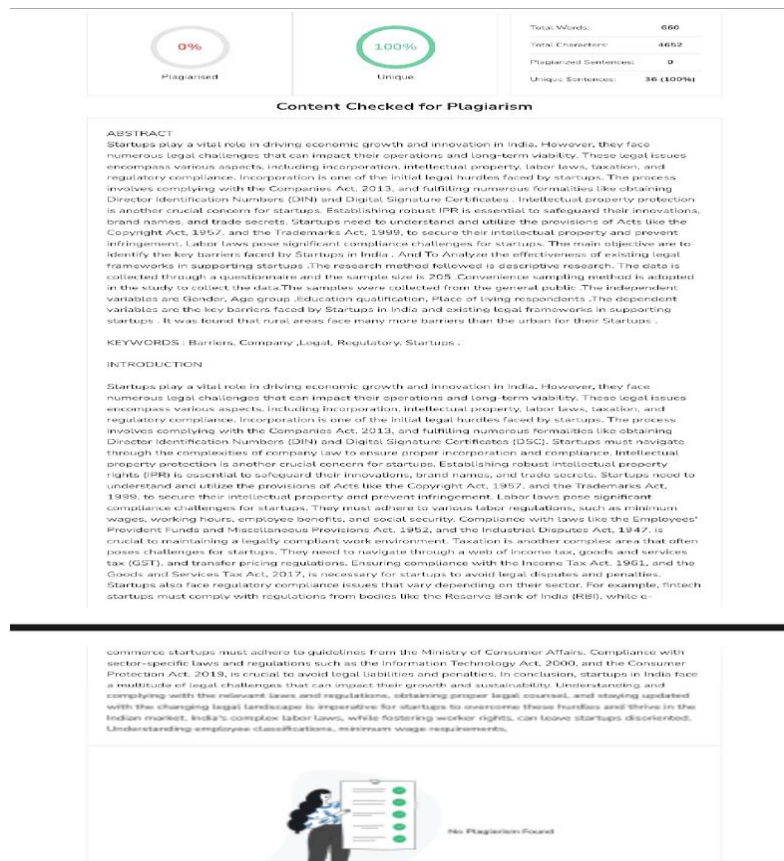 0%
Plagiarised
100%
Unique
Total Words: 660
Total Characters: 4652
Plagiarized Sentences: 0
Unique Sentences: 36 (100%)
Content Checked for Plagiarism
ABSTRACT
Startups play a vital role in driving economic growth and innovation in India. However, they face
numerous legal challenges that can impact their operations and long-term viability. These legal issues
encompass various aspects, including incorporation, intellectual property, labor laws, taxation, and
regulatory compliance. Incorporation is one of the initial legal hurdles faced by startups. The process
involves complying with the Companies Act, 2013, and fulfilling numerous formalities like obtaining
Director Identification Numbers (DIN) and Digital Signature Certificates . Intellectual property protection
is another crucial concern for startups. Establishing robust IPR is essential to safeguard their innovations,
brand names, and trade secrets. Startups need to understand and utilize the provisions of Acts like the
Copyright Act, 1957, and the Trademarks Act, 1999, to secure their intellectual property and prevent
infringement. Labor laws pose significant compliance challenges for startups. The main objective are to
Identify the key barriers faced by Startups in India . And To Analyze the effectiveness of existing legal
frameworks in supporting startups .The research method followed is descriptive research. The data is
collected through a questionnaire and the sample size is 205 .Convenience sampling method is adopted
in the study to collect the data.The samples were collected from the general public .The independent
variables are Gender, Age group ,Education qualification, Place of living respondents .The dependent
variables are the key barriers faced by Startups in India and existing legal frameworks in supporting
startups . It was found that rural areas face many more barriers than the urban for their Startups .
KEYWORDS : Barriers, Company ,Legal, Regulatory, Startups .
INTRODUCTION
Startups play a vital role in driving economic growth and innovation in India. However, they face
numerous legal challenges that can impact their operations and long-term viability. These legal issues
encompass various aspects, including incorporation, intellectual property, labor laws, taxation, and
regulatory compliance. Incorporation is one of the initial legal hurdles faced by startups. The process
involves complying with the Companies Act, 2013, and fulfilling numerous formalities like obtaining
Director Identification Numbers (DIN) and Digital Signature Certificates (DSC). Startups must navigate
through the complexities of company law to ensure proper incorporation and compliance. Intellectual
property protection is another crucial concern for startups. Establishing robust intellectual property
rights (IPR) is essential to safeguard their innovations, brand names, and trade secrets. Startups need to
understand and utilize the provisions of Acts like the Copyright Act, 1957, and the Trademarks Act,
1999, to secure their intellectual property and prevent infringement. Labor laws pose significant
compliance challenges for startups. They must adhere to various labor regulations, such as minimum
wages, working hours, employee benefits, and social security. Compliance with laws like the Employees'
Provident Funds and Miscellaneous Provisions Act, 1952, and the Industrial Disputes Act, 1947, is
crucial to maintaining a legally compliant work environment. Taxation is another complex area that often
poses challenges for startups. They need to navigate through a web of income tax, goods and services
tax (GST), and transfer pricing regulations. Ensuring compliance with the Income Tax Act, 1961, and the
Goods and Services Tax Act, 2017, is necessary for startups to avoid legal disputes and penalties.
Startups also face regulatory compliance issues that vary depending on their sector. For example, fintech
startups must comply with regulations from bodies like the Reserve Bank of India (RBI), while e-
commerce startups must adhere to guidelines from the Ministry of Consumer Affairs. Compliance with
sector-specific laws and regulations such as the Information Technology Act, 2000, and the Consumer
Protection Act, 2019, is crucial to avoid legal liabilities and penalties. In conclusion, startups in India face
a multitude of legal challenges that can impact their growth and sustainability. Understanding and
complying with the relevant laws and regulations, obtaining proper legal counsel, and staying updated
with the changing legal landscape is imperative for startups to overcome these hurdles and thrive in the
Indian market. India's complex labor laws, while fostering worker rights, can leave startups disoriented.
Understanding employee classifications, minimum wage requirements,
No Plagiarism Found